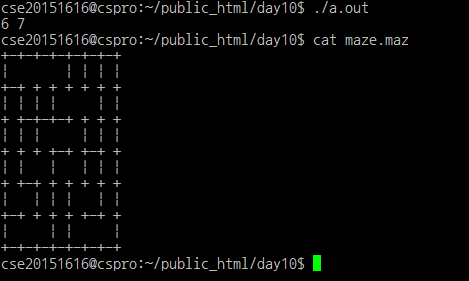 cse20151616@cspro:~/public_html/day10$ ./a.out
6 7
cse20151616@cspro:~/public_html/day10$ cat maze.maz
+-+-+-+-+-+-+-+
|       | | | |
+-+ + + + + + +
| | | |     | |
+ +-+-+-+ + + +
| | |     | | |
+ + + +-+ +-+ +
| |   |   | | |
+ +-+ + + + + +
|   | | |   | |
+-+ + + + +-+ +
|     | |     |
+-+-+-+-+-+-+-+
cse20151616@cspro:~/public_html/day10$